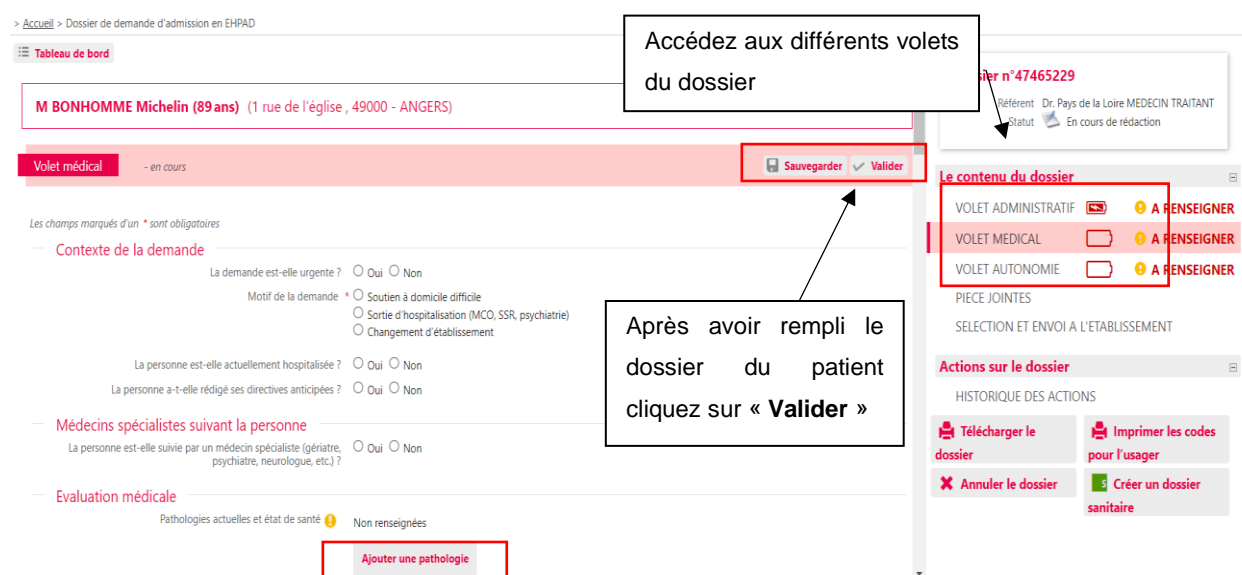 > Accueil > Dossier de demande d'admission en EHPAD
Tableau de bord
M BONHOMME Michelin (89 ans) (1 rue de l'église , 49000 - ANGERS)
Accédez aux différents volets
du dossier
n°47465229
Référent Dr. Pays de la Loire MEDECIN TRAITANT
Statut En cours de rédaction
Volet médical - en cours
Sauvegarder Valider
Les champs marqués d'un * sont obligatoires
Contexte de la demande
La demande est-elle urgente ? Oui Non
Motif de la demande * Soutien à domicile difficile
Sortie d'hospitalisation (MCO, SSR, psychiatrie)
Changement d'établissement
La personne est-elle actuellement hospitalisée ? Oui Non
La personne a-t-elle rédigé ses directives anticipées ? Oui Non
Médecins spécialistes suivant la personne
La personne est-elle suivie par un médecin spécialiste (gériatre, Oui Non
psychiatre, neurologue, etc.) ?
Evaluation médicale
Pathologies actuelles et état de santé Non renseignées
Ajouter une pathologie
Après avoir rempli le
dossier du patient
cliquez sur « Valider »
Le contenu du dossier
VOLET ADMINISTRATIF A RENSEIGNER
VOLET MEDICAL A RENSEIGNER
VOLET AUTONOMIE A RENSEIGNER
PIECE JOINTES
SELECTION ET ENVOI A L'ETABLISSEMENT
Actions sur le dossier
HISTORIQUE DES ACTIONS
Télécharger le
dossier
Imprimer les codes
pour l'usager
Annuler le dossier
Créer un dossier
sanitaire